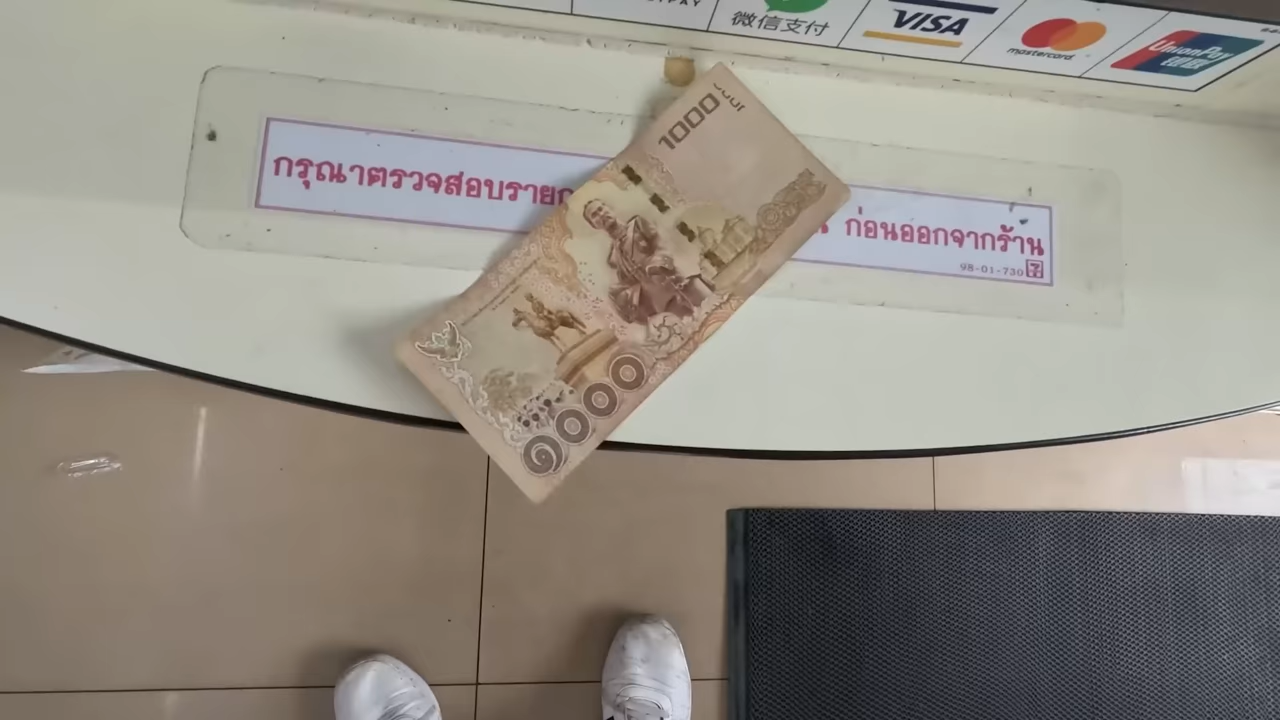 微信支付
VISA
mastercard
UnionPay
银联
1000
กรุณาตรวจสอบราย
ก่อนออกจากร้าน
98-01-730
๑๐๐๐